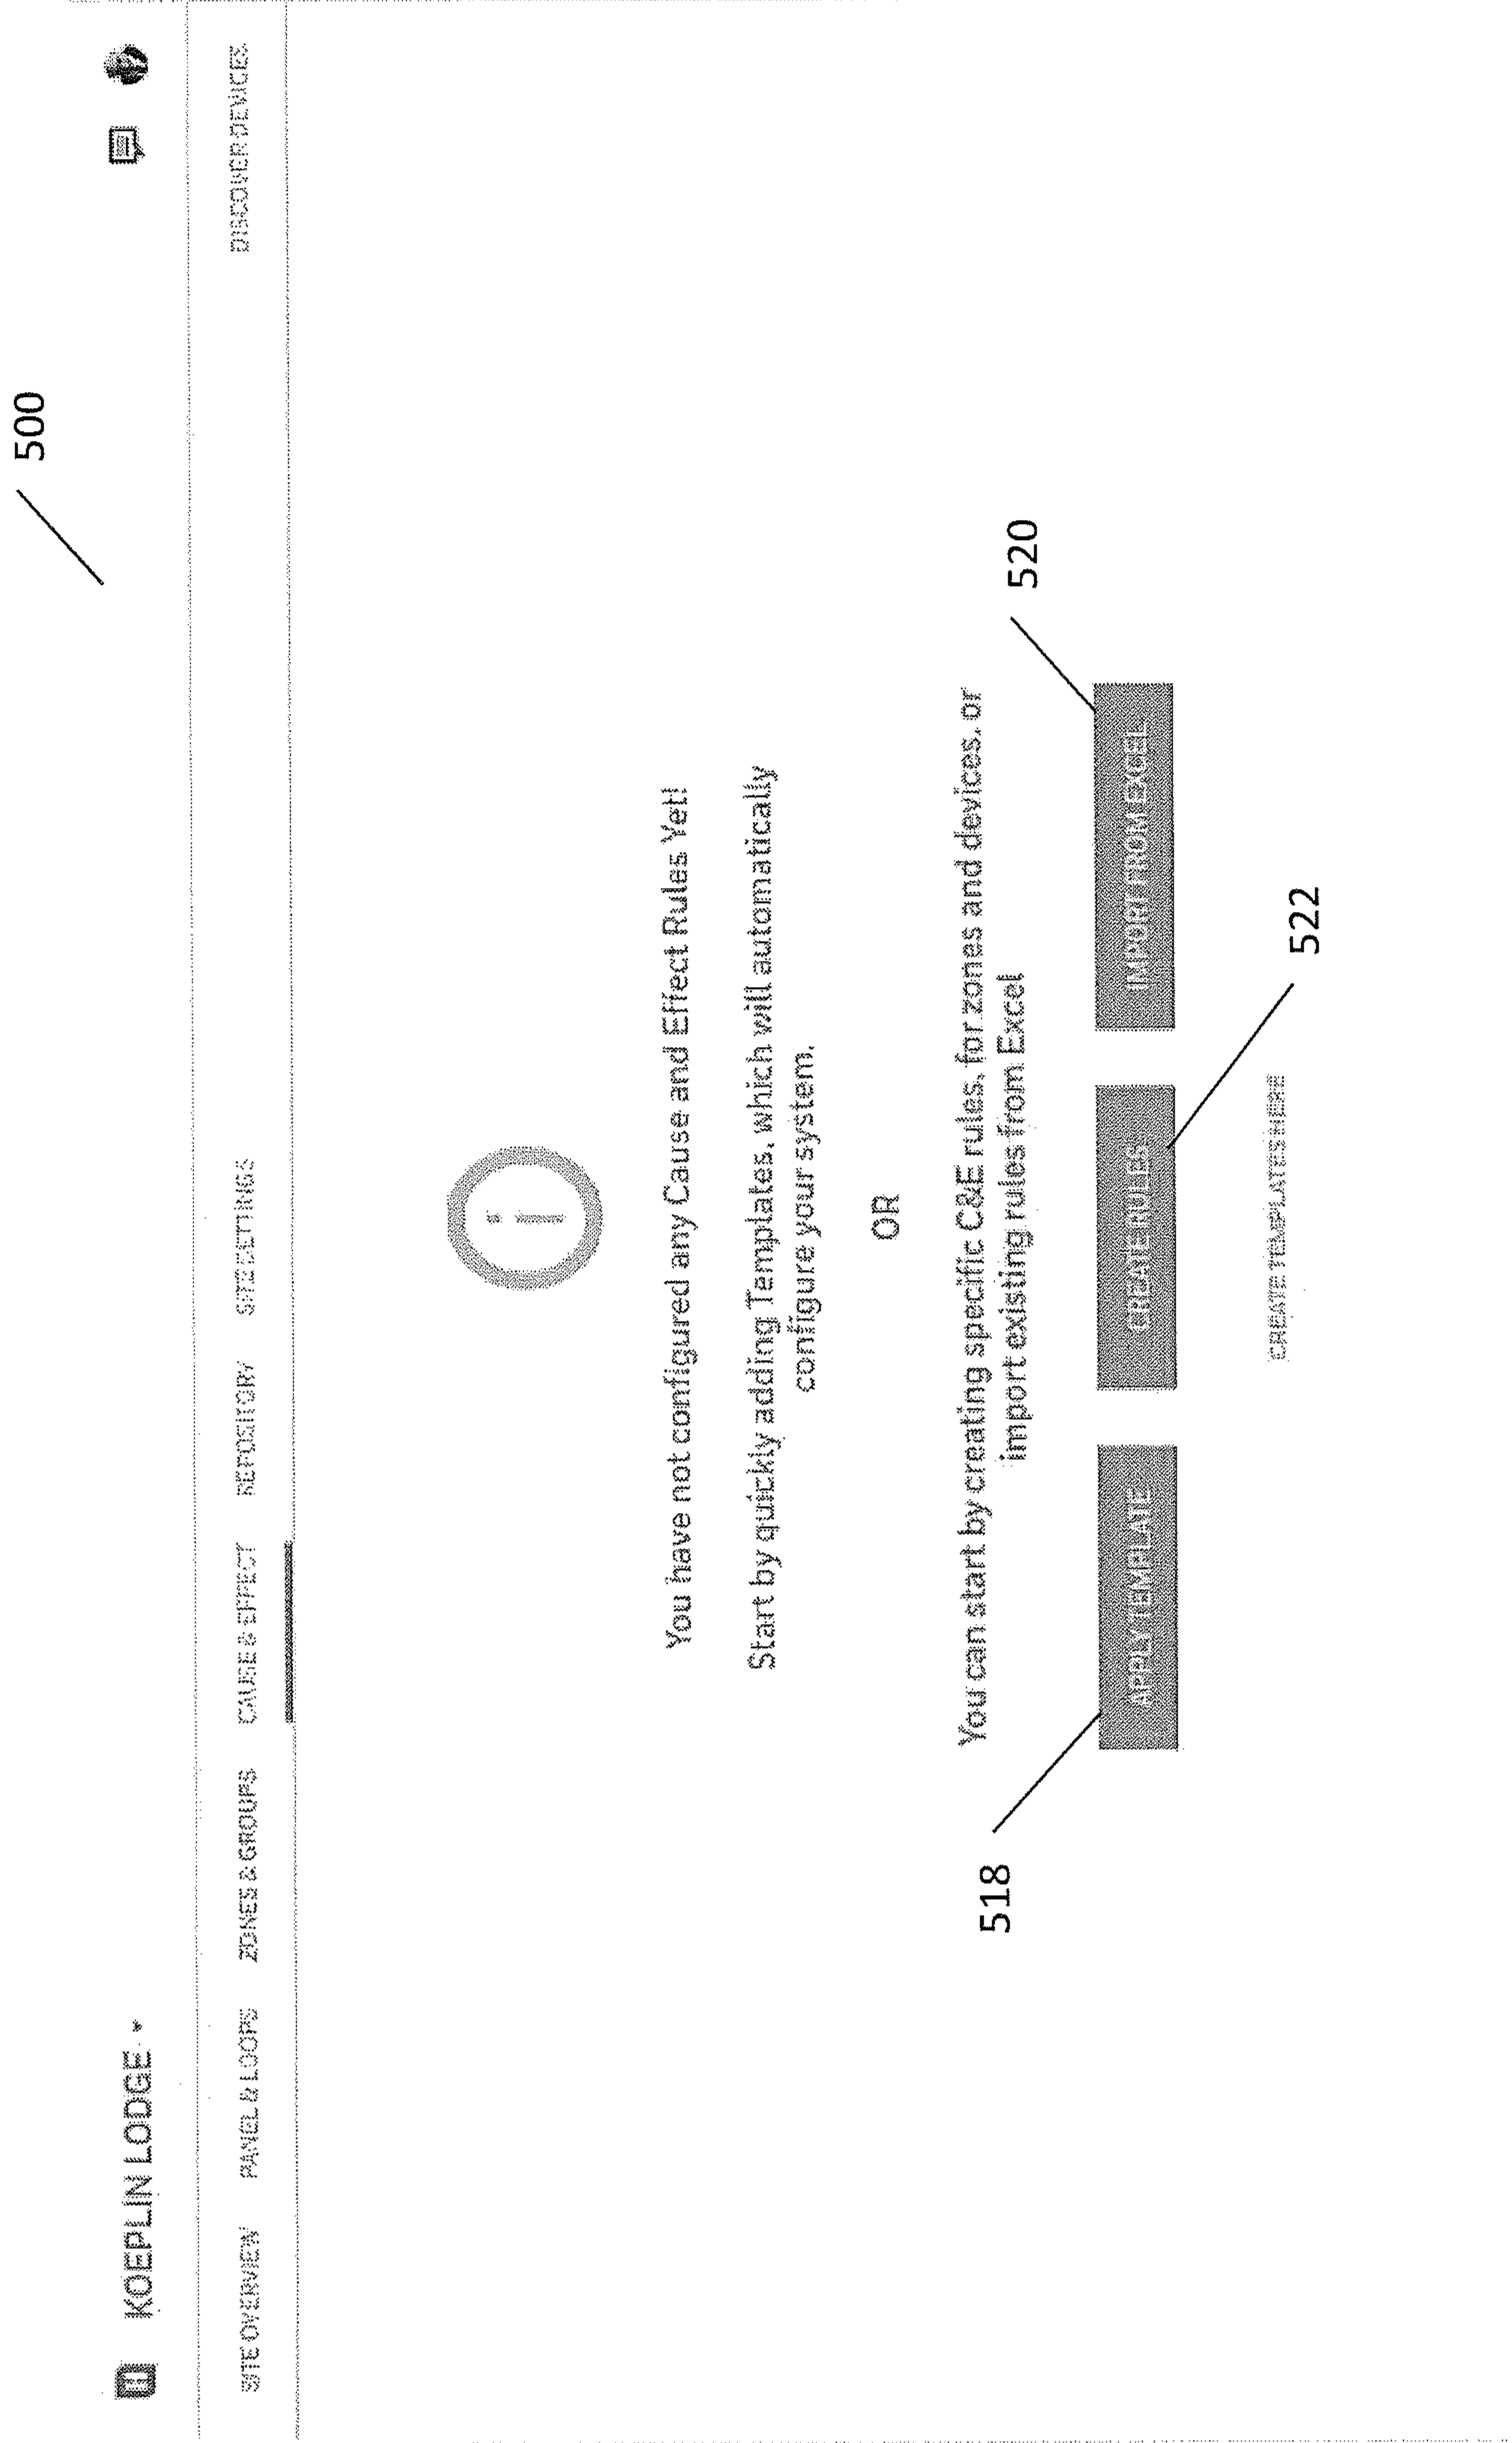 500
KOEPLIN LODGE
SITE OVERVIEW PANEL & LOOPS ZONES & GROUPS CAUSE & EFFECT REPOSITORY SITE SETTINGS DISCOVER DEVICES
i
You have not configured any Cause and Effect Rules Yet!
Start by quickly adding Templates, which will automatically
configure your system.
OR
You can start by creating specific C&E rules, for zones and devices, or
import existing rules from Excel
518
520
APPLY TEMPLATE CREATE RULES IMPORT FROM EXCEL
522
CREATE TEMPLATES HERE